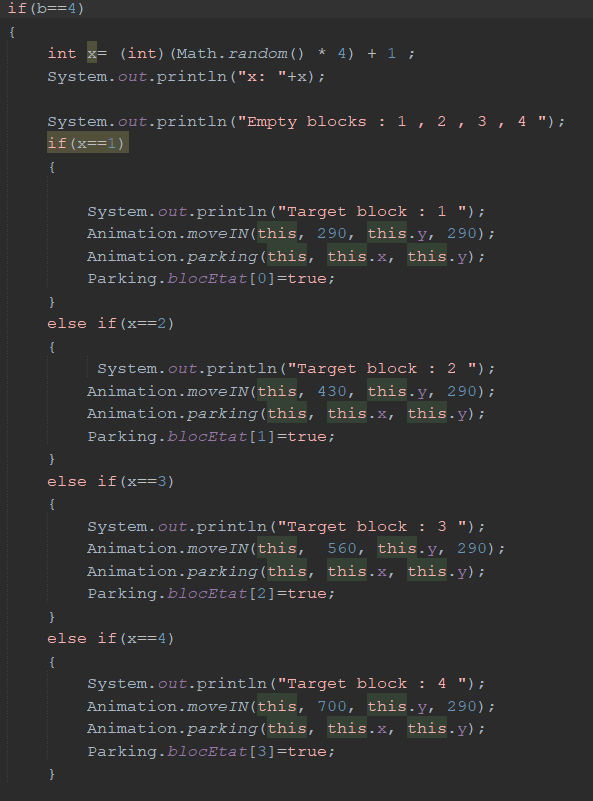 if(b==4)
{
    int x= (int)(Math.random() * 4) + 1 ;
    System.out.println("x: "+x);

    System.out.println("Empty blocks : 1 , 2 , 3 , 4 ");
    if(x==1)
    {

        System.out.println("Target block : 1 ");
        Animation.moveIN(this, 290, this.y, 290);
        Animation.parking(this, this.x, this.y);
        Parking.blocEtat[0]=true;
    }
    else if(x==2)
    {
         System.out.println("Target block : 2 ");
        Animation.moveIN(this, 430, this.y, 290);
        Animation.parking(this, this.x, this.y);
        Parking.blocEtat[1]=true;
    }
    else if(x==3)
    {
        System.out.println("Target block : 3 ");
        Animation.moveIN(this,  560, this.y, 290);
        Animation.parking(this, this.x, this.y);
        Parking.blocEtat[2]=true;
    }
    else if(x==4)
    {
        System.out.println("Target block : 4 ");
        Animation.moveIN(this, 700, this.y, 290);
        Animation.parking(this, this.x, this.y);
        Parking.blocEtat[3]=true;
    }